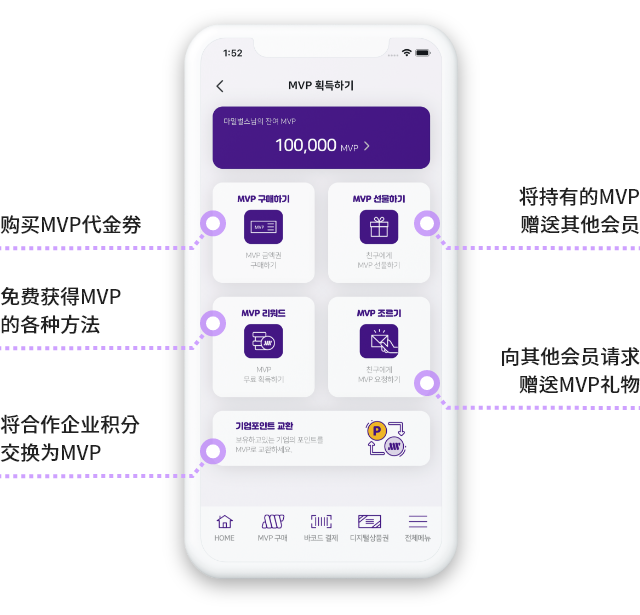 1:52
MVP 획득하기
다밀벌스님의 잔여 MVP
100,000 MVP
MVP 구매하기
MVP
MVP 금액권
구매하기
MVP 선물하기
친구에게
MVP 선물하기
MVP 리워드
MVP
무료 획득하기
MVP 조르기
친구에게
MVP 요청하기
기업포인트 교환
보유하고있는 기업의 포인트를
MVP로 교환하세요.
P
HOME
MVP 구매
바코드 결제
디지털상품권
전체메뉴
购买MVP代金券
免费获得MVP
的各种方法
将合作企业积分
交换为MVP
将持有的MVP
赠送其他会员
向其他会员请求
赠送MVP礼物